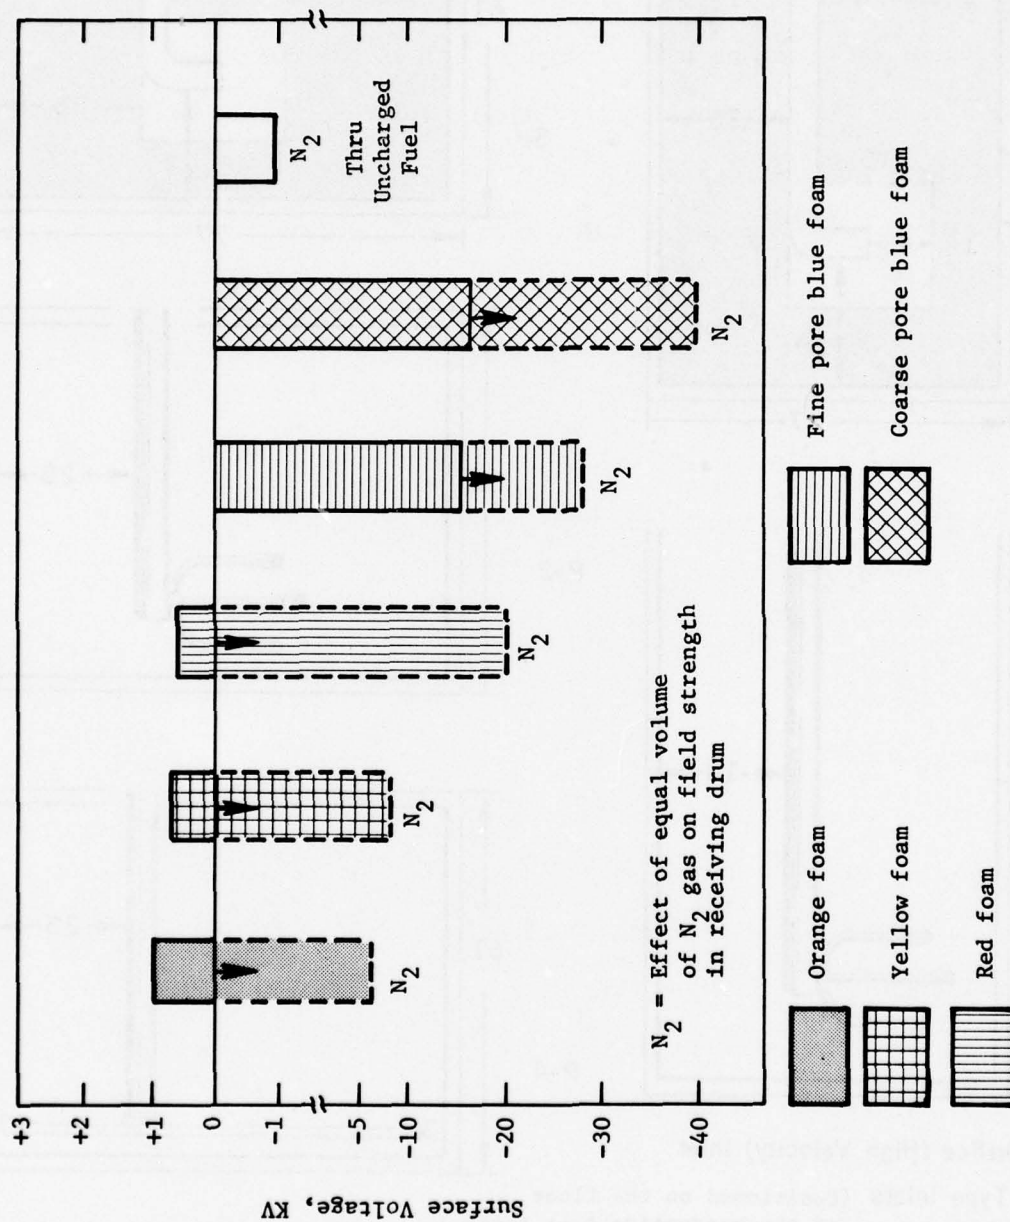 Surface Voltage, KV
+3
+2
+1
0
-1
-5
-10
-20
-30
-40
N2
N2
N2
N2
N2
N2
Thru
Uncharged
Fuel
N2 = Effect of equal volume
of N2 gas on field strength
in receiving drum
Orange foam
Yellow foam
Red foam
Fine pore blue foam
Coarse pore blue foam